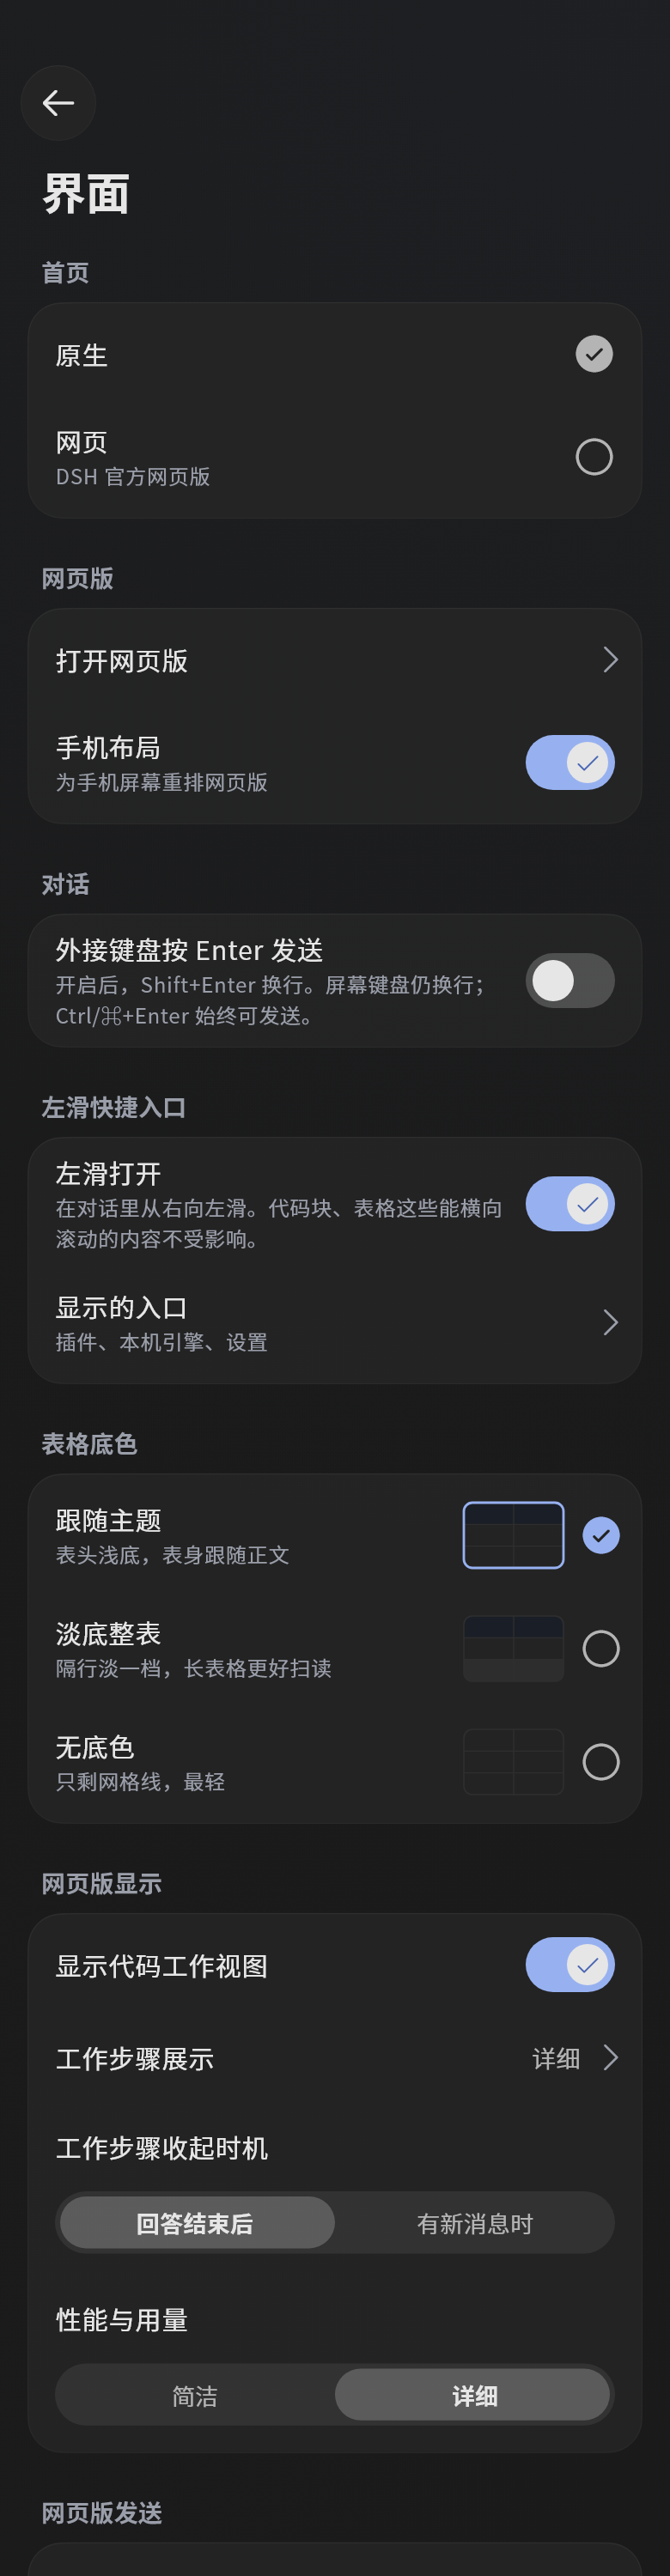 界面
首页
原生
网页
DSH 官方网页版
网页版
打开网页版
手机布局
为手机屏幕重排网页版
对话
外接键盘按 Enter 发送
开启后，Shift+Enter 换行。屏幕键盘仍换行；
Ctrl/⌘+Enter 始终可发送。
左滑快捷入口
左滑打开
在对话里从右向左滑。代码块、表格这些能横向
滚动的内容不受影响。
显示的入口
插件、本机引擎、设置
表格底色
跟随主题
表头浅底，表身跟随正文
淡底整表
隔行淡一档，长表格更好扫读
无底色
只剩网格线，最轻
网页版显示
显示代码工作视图
工作步骤展示 详细
工作步骤收起时机
回答结束后 有新消息时
性能与用量
简洁 详细
网页版发送